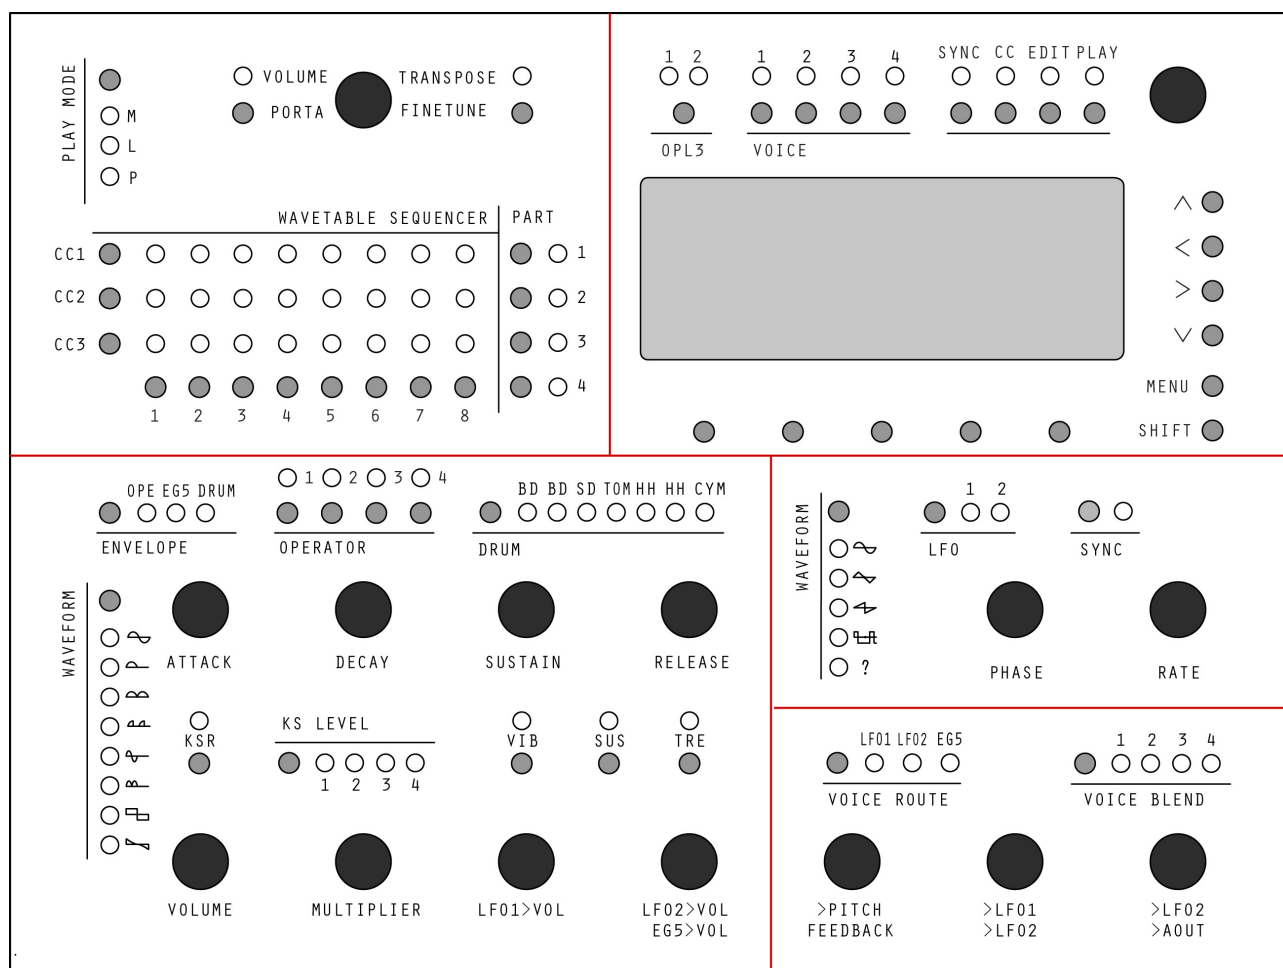 PLAY MODE
M
L
P
VOLUME
TRANSPOSE
PORTA
FINETUNE
WAVETABLE SEQUENCER
PART
CC1
1
CC2
2
CC3
3
4
1 2 3 4 5 6 7 8
1 2
1 2 3 4
SYNC CC EDIT PLAY
OPL3
VOICE
MENU
SHIFT
1 2 3 4
OPE EG5 DRUM
BD BD SD TOM HH HH CYM
ENVELOPE
OPERATOR
DRUM
WAVEFORM
ATTACK
DECAY
SUSTAIN
RELEASE
KSR
KS LEVEL
1 2 3 4
VIB
SUS
TRE
VOLUME
MULTIPLIER
LFO1>VOL
LFO2>VOL
EG5>VOL
WAVEFORM
?
1 2
LFO
SYNC
PHASE
RATE
LFO1 LFO2 EG5
VOICE ROUTE
1 2 3 4
VOICE BLEND
>PITCH
FEEDBACK
>LFO1
>LFO2
>LFO2
>AOUT